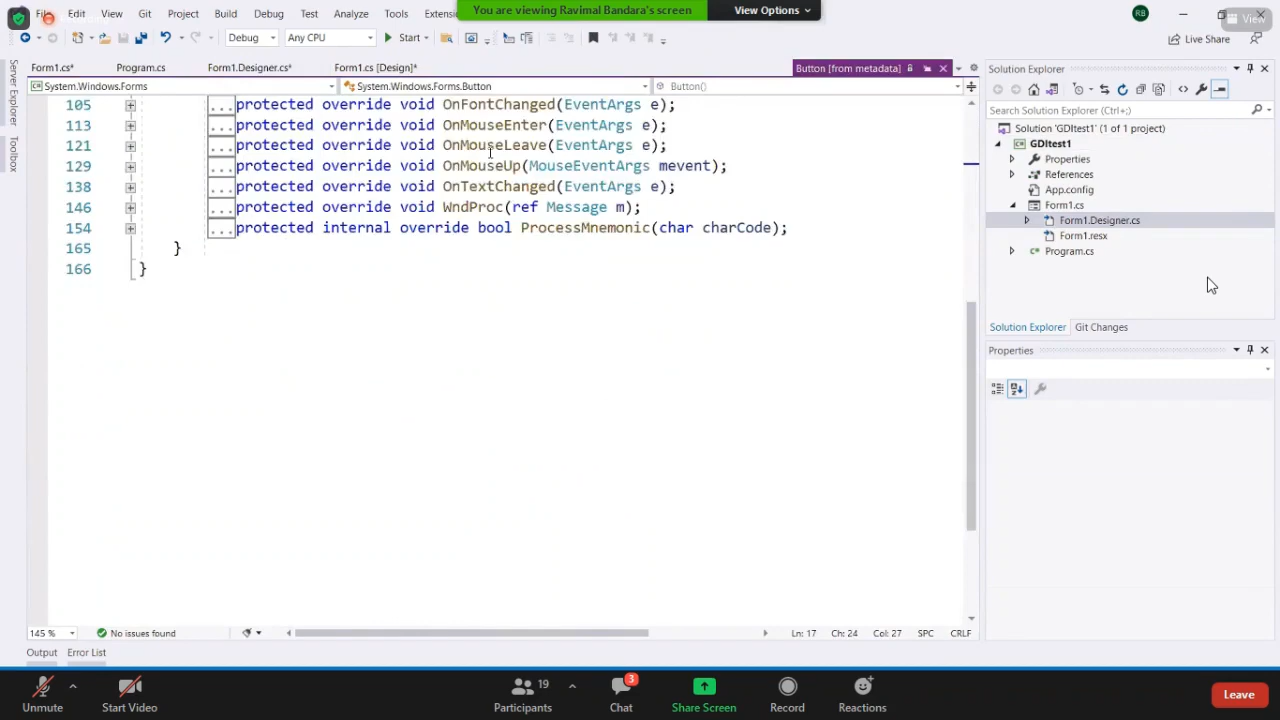 File Edit View Git Project Build Debug Test Analyze Tools
You are viewing Ravimal Bandara's screen View Options
RB View
Debug Any CPU Start Live Share
Form1.cs* Program.cs Form1.Designer.cs* Form1.cs [Design]* Button [from metadata]
System.Windows.Forms System.Windows.Forms.Button Button()
Server Explorer
Toolbox
105 ... protected override void OnFontChanged(EventArgs e);
113 ... protected override void OnMouseEnter(EventArgs e);
121 ... protected override void OnMouseLeave(EventArgs e);
129 ... protected override void OnMouseUp(MouseEventArgs mevent);
138 ... protected override void OnTextChanged(EventArgs e);
146 ... protected override void WndProc(ref Message m);
154 ... protected internal override bool ProcessMnemonic(char charCode);
165 }
166 }
145 % No issues found Ln: 17 Ch: 24 Col: 27 SPC CRLF
Output Error List
Solution Explorer
Search Solution Explorer (Ctrl+;)
Solution 'GDItest1' (1 of 1 project)
GDItest1
Properties
References
App.config
Form1.cs
Form1.Designer.cs
Form1.resx
Program.cs
Solution Explorer Git Changes
Properties
19 3
Unmute Start Video Participants Chat Share Screen Record Reactions Leave